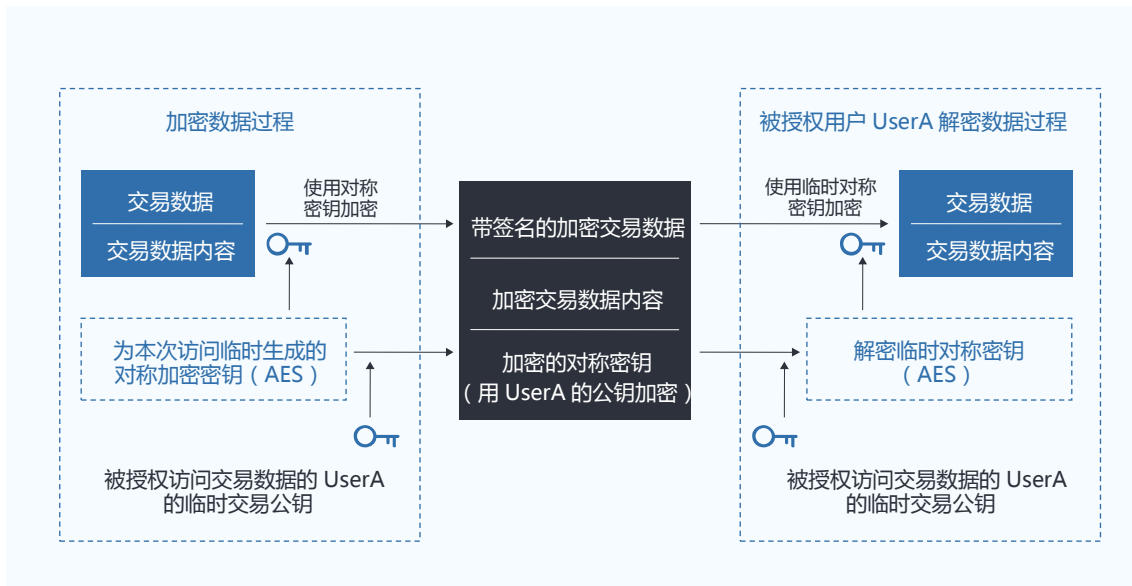 加密数据过程
交易数据
交易数据内容
使用对称
密钥加密
为本次访问临时生成的
对称加密密钥（AES）
被授权访问交易数据的 UserA
的临时交易公钥
带签名的加密交易数据
加密交易数据内容
加密的对称密钥
（用 UserA 的公钥加密）
被授权用户 UserA 解密数据过程
使用临时对称
密钥加密
交易数据
交易数据内容
解密临时对称密钥
（AES）
被授权访问交易数据的 UserA
的临时交易公钥